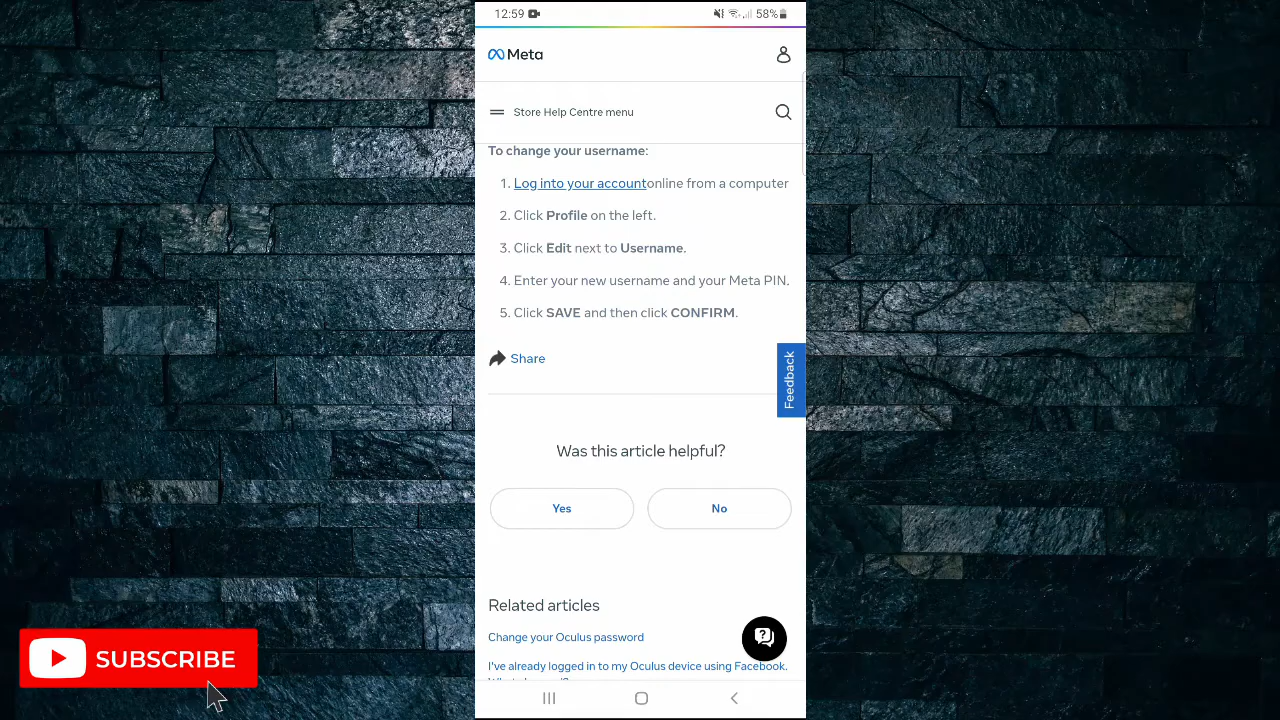 12:59
58%
Meta
Store Help Centre menu
To change your username:
1. Log into your accountonline from a computer
2. Click Profile on the left.
3. Click Edit next to Username.
4. Enter your new username and your Meta PIN.
5. Click SAVE and then click CONFIRM.
Share
Feedback
Was this article helpful?
Yes
No
Related articles
Change your Oculus password
I've already logged in to my Oculus device using Facebook.
SUBSCRIBE